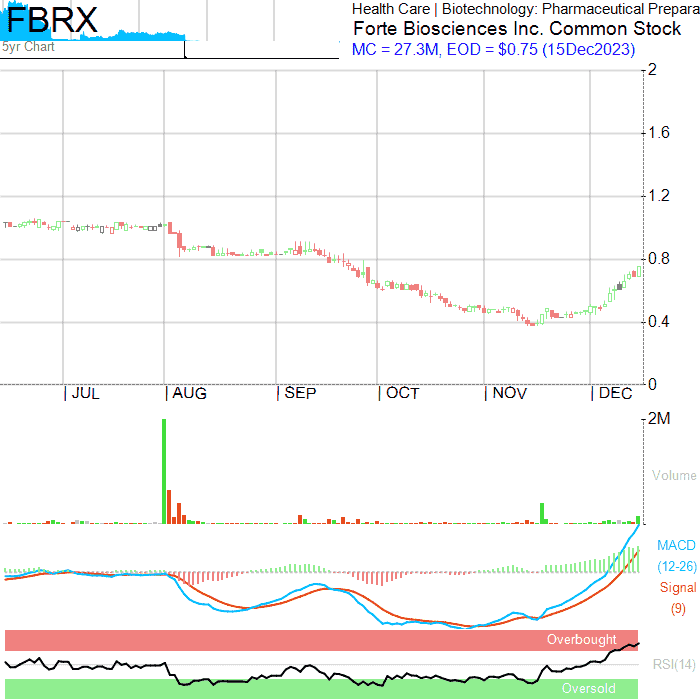 FBRX
5yr Chart
Health Care | Biotechnology: Pharmaceutical Prepara
Forte Biosciences Inc. Common Stock
MC = 27.3M, EOD = $0.75 (15Dec2023)
2
1.6
1.2
0.8
0.4
0
| JUL | AUG | SEP | OCT | NOV | DEC
2M
Volume
MACD
(12-26)
Signal
(9)
Overbought
RSI(14)
Oversold